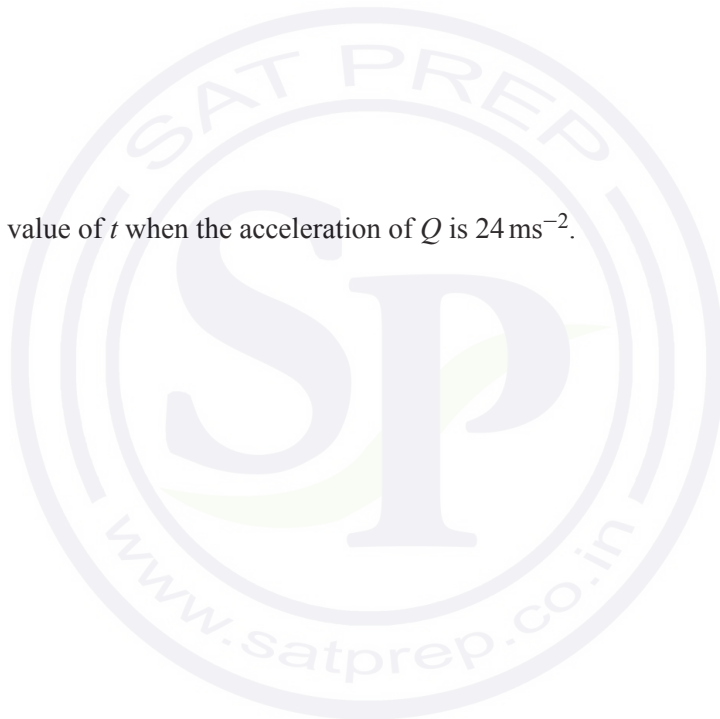 SAT PREP
value of t when the acceleration of Q is 24 ms⁻².
SP
www.satprep.co.in